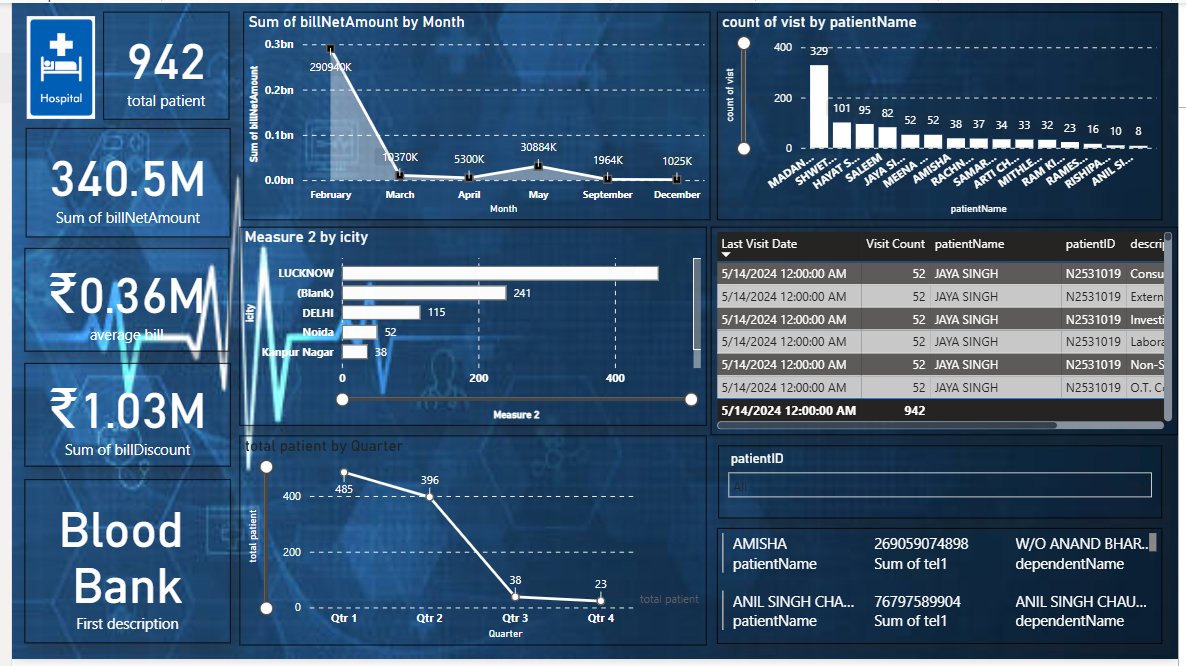 Hospital
942
total patient
340.5M
Sum of billNetAmount
₹0.36M
average bill
₹1.03M
Sum of billDiscount
Blood
Bank
First description
Sum of billNetAmount by Month
Sum of billNetAmount
0.3bn
0.2bn
0.1bn
0.0bn
290940K
10370K
5300K
30884K
1964K
1025K
February March April May September December
Month
count of vist by patientName
count of vist
400
200
0
329 101 95 82 52 52 38 37 34 33 32 23 16 10 8
MADAN... SHWET... HAYAT S... SALEEM JAYA SI... MEENA ... AMISHA RACHN... SAMAR... ARTI CH... MITHILE... RAM KI... RAMES... RISHIPA... ANIL SI...
patientName
Measure 2 by icity
icity
LUCKNOW
(Blank) 241
DELHI 115
Noida 52
Kanpur Nagar 38
0 200 400
Measure 2
Last Visit Date Visit Count patientName patientID descrip
5/14/2024 12:00:00 AM 52 JAYA SINGH N2531019 Consu
5/14/2024 12:00:00 AM 52 JAYA SINGH N2531019 Extern
5/14/2024 12:00:00 AM 52 JAYA SINGH N2531019 Investi
5/14/2024 12:00:00 AM 52 JAYA SINGH N2531019 Labora
5/14/2024 12:00:00 AM 52 JAYA SINGH N2531019 Non-S
5/14/2024 12:00:00 AM 52 JAYA SINGH N2531019 O.T. C
5/14/2024 12:00:00 AM 942
total patient by Quarter
total patient
400
200
0
485
396
38
23
total patient
Qtr 1 Qtr 2 Qtr 3 Qtr 4
Quarter
patientID
All
AMISHA 269059074898 W/O ANAND BHAR...
patientName Sum of tel1 dependentName
ANIL SINGH CHA... 76797589904 ANIL SINGH CHAU...
patientName Sum of tel1 dependentName